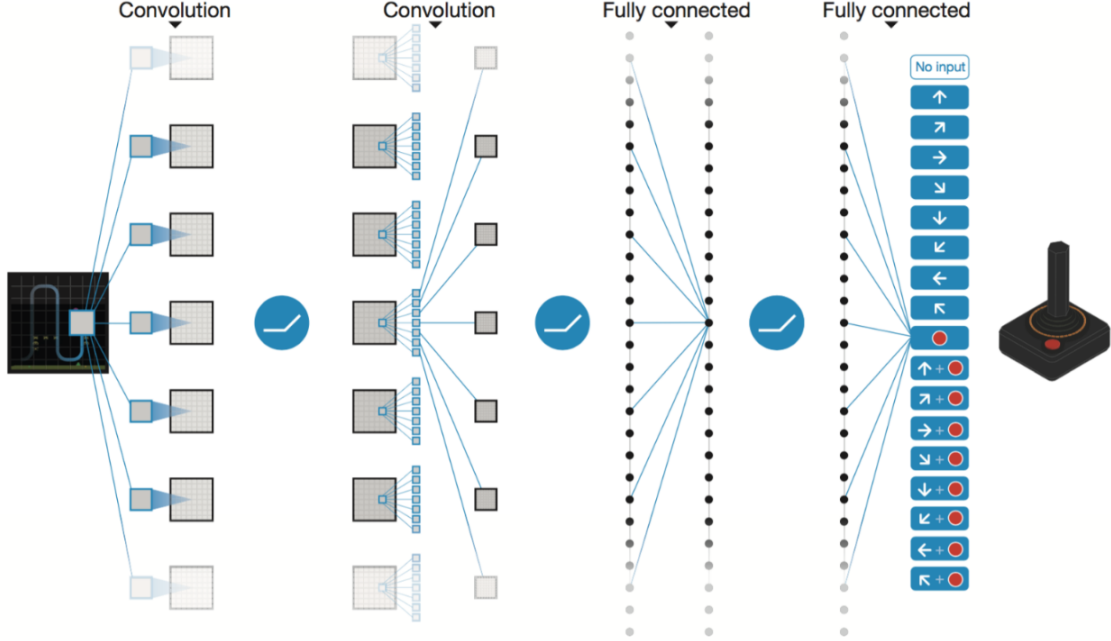 Convolution
Convolution
Fully connected
Fully connected
No input
+
+
+
+
+
+
+
+